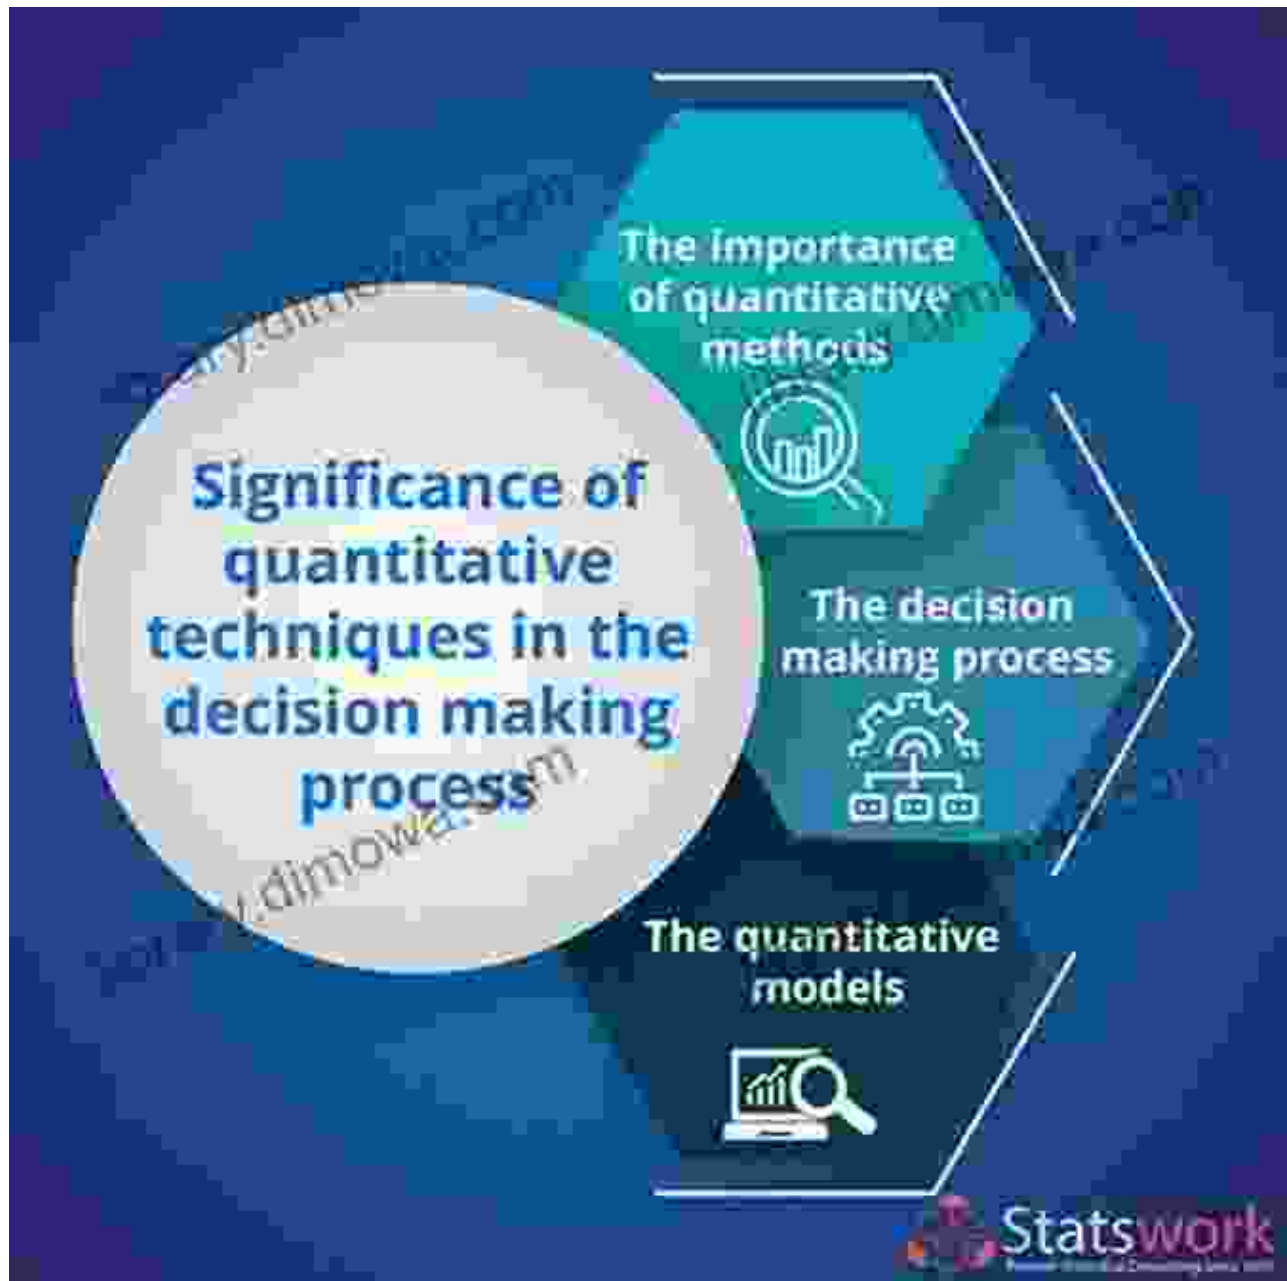 Significance of
quantitative
techniques in the
decision making
process
The importance
of quantitative
methods
The decision
making process
The quantitative
models
Statswork